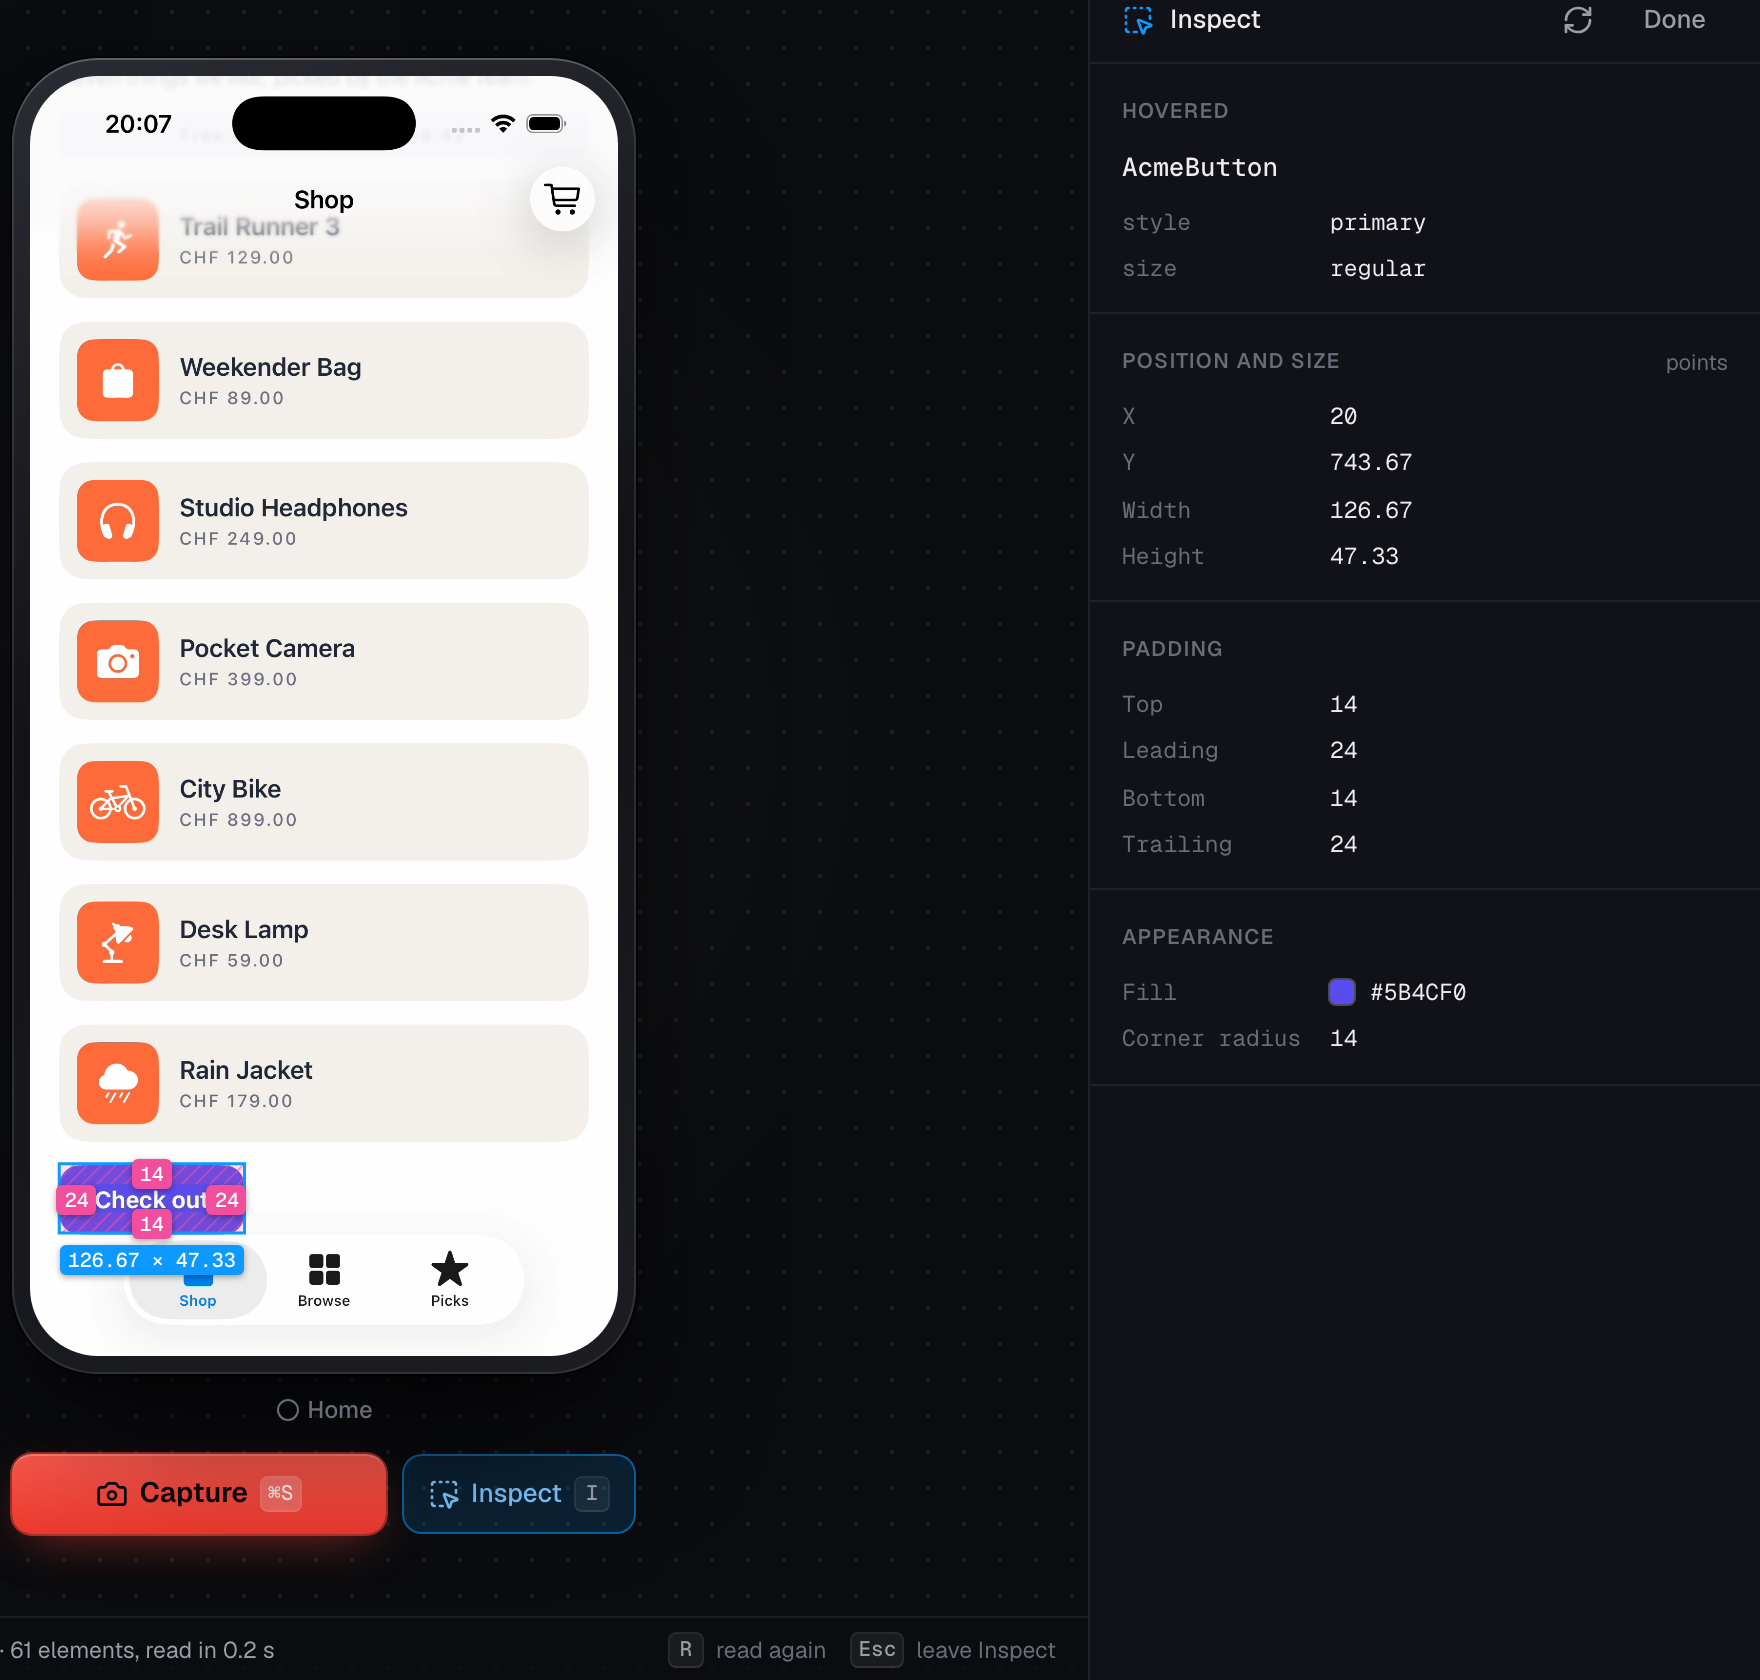 Inspect
Done
20:07
Shop
Trail Runner 3
CHF 129.00
Weekender Bag
CHF 89.00
Studio Headphones
CHF 249.00
Pocket Camera
CHF 399.00
City Bike
CHF 899.00
Desk Lamp
CHF 59.00
Rain Jacket
CHF 179.00
14
24 Check out 24
14
126.67 × 47.33
Shop
Browse
Picks
Home
Capture ⌘S
Inspect I
· 61 elements, read in 0.2 s
R read again
Esc leave Inspect
HOVERED
AcmeButton
style primary
size regular
POSITION AND SIZE points
X 20
Y 743.67
Width 126.67
Height 47.33
PADDING
Top 14
Leading 24
Bottom 14
Trailing 24
APPEARANCE
Fill #5B4CF0
Corner radius 14